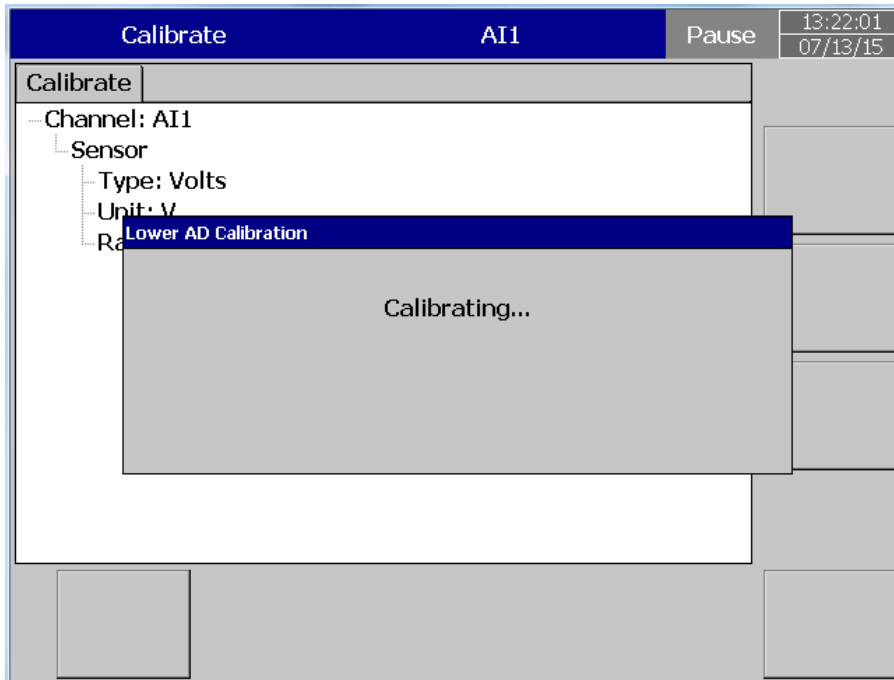 Calibrate AI1 Pause 13:22:01
07/13/15
Calibrate
Channel: AI1
Sensor
Type: Volts
Unit: V
Lower AD Calibration
Calibrating...